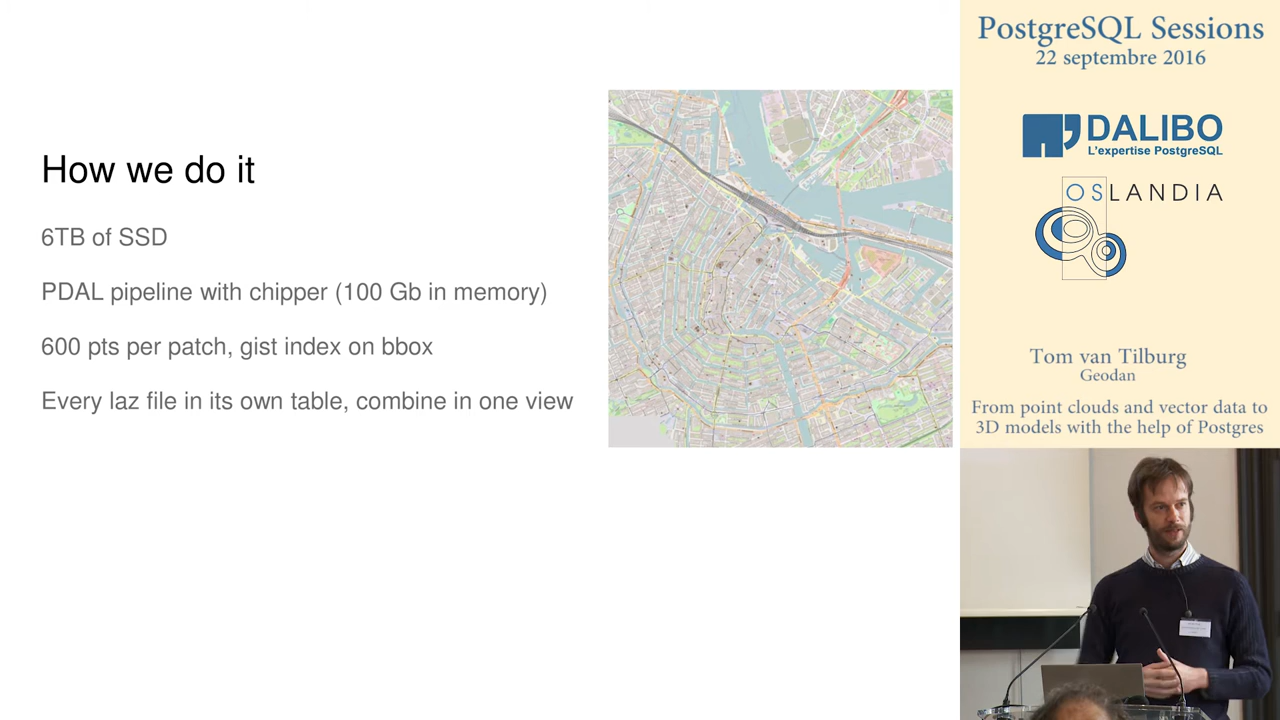 How we do it
6TB of SSD
PDAL pipeline with chipper (100 Gb in memory)
600 pts per patch, gist index on bbox
Every laz file in its own table, combine in one view
PostgreSQL Sessions
22 septembre 2016
DALIBO
L'expertise PostgreSQL
OSLANDIA
Tom van Tilburg
Geodan
From point clouds and vector data to
3D models with the help of Postgres